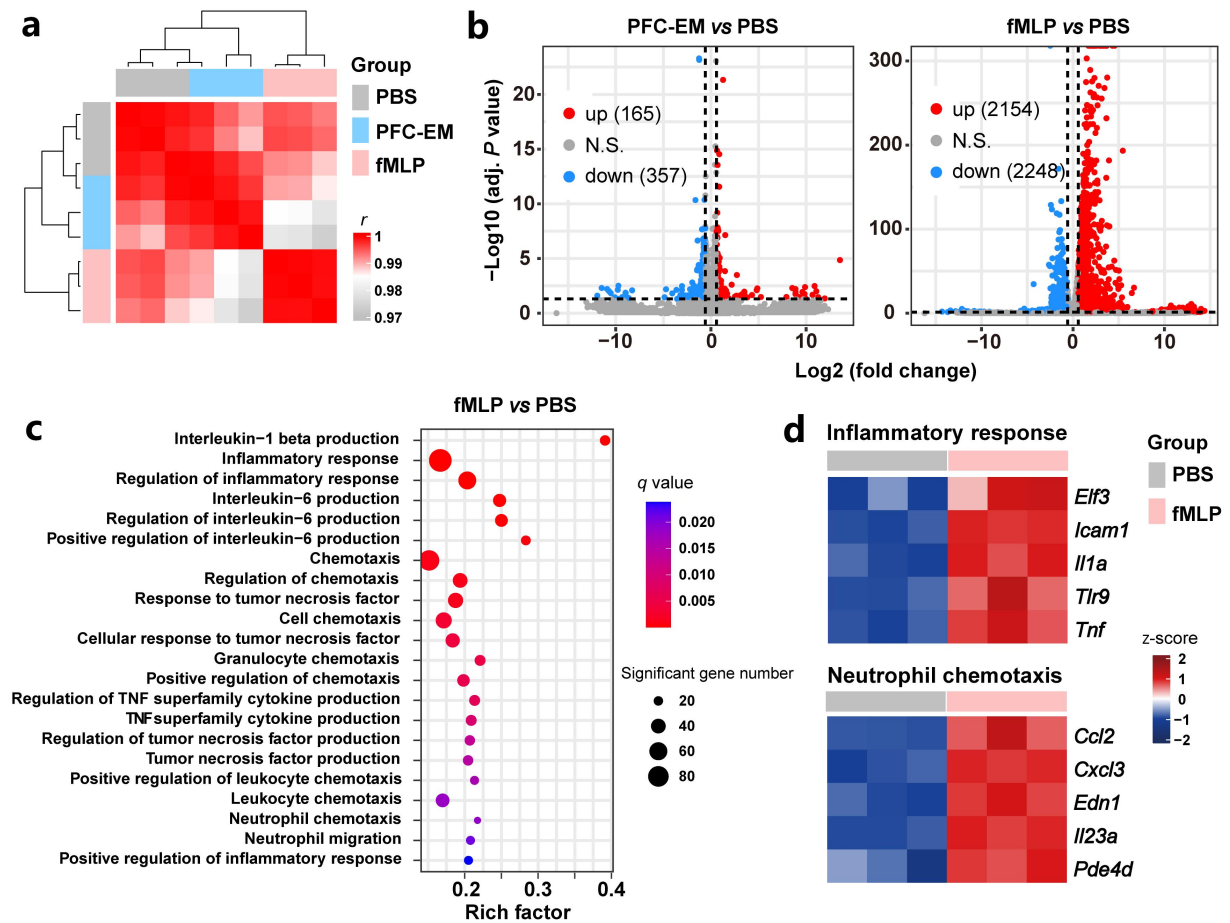 a
Group
PBS
PFC-EM
fMLP
r
1
0.99
0.98
0.97
b
PFC-EM vs PBS
fMLP vs PBS
−Log10 (adj. P value)
20
15
10
5
0
up (165)
N.S.
down (357)
−10
0
10
300
200
100
0
up (2154)
N.S.
down (2248)
−10
0
10
Log2 (fold change)
c
fMLP vs PBS
Interleukin−1 beta production
Inflammatory response
Regulation of inflammatory response
Interleukin−6 production
Regulation of interleukin−6 production
Positive regulation of interleukin−6 production
Chemotaxis
Regulation of chemotaxis
Response to tumor necrosis factor
Cell chemotaxis
Cellular response to tumor necrosis factor
Granulocyte chemotaxis
Positive regulation of chemotaxis
Regulation of TNF superfamily cytokine production
TNFsuperfamily cytokine production
Regulation of tumor necrosis factor production
Tumor necrosis factor production
Positive regulation of leukocyte chemotaxis
Leukocyte chemotaxis
Neutrophil chemotaxis
Neutrophil migration
Positive regulation of inflammatory response
0.2
0.3
0.4
Rich factor
q value
0.020
0.015
0.010
0.005
Significant gene number
20
40
60
80
d
Inflammatory response
Elf3
Icam1
Il1a
Tlr9
Tnf
Neutrophil chemotaxis
Ccl2
Cxcl3
Edn1
Il23a
Pde4d
Group
PBS
fMLP
z-score
2
1
0
−1
−2